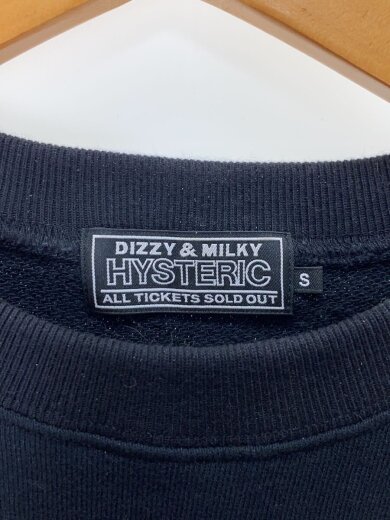 DIZZY & MILKY
HYSTERIC
ALL TICKETS SOLD OUT
S